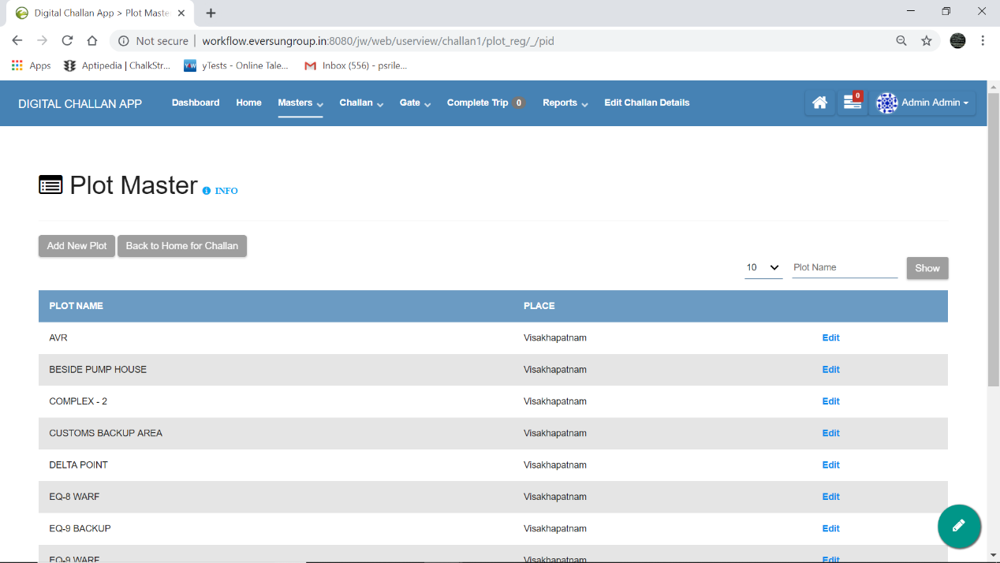 Digital Challan App > Plot Maste
Not secure | workflow.eversungroup.in:8080/jw/web/userview/challan1/plot_reg/_/pid
Apps Aptipedia | ChalkStr... yTests - Online Tale... Inbox (556) - psrile...
DIGITAL CHALLAN APP Dashboard Home Masters Challan Gate Complete Trip 0 Reports Edit Challan Details 0 Admin Admin
Plot Master INFO
Add New Plot Back to Home for Challan
10 Plot Name Show
PLOT NAME PLACE
AVR Visakhapatnam Edit
BESIDE PUMP HOUSE Visakhapatnam Edit
COMPLEX - 2 Visakhapatnam Edit
CUSTOMS BACKUP AREA Visakhapatnam Edit
DELTA POINT Visakhapatnam Edit
EQ-8 WARF Visakhapatnam Edit
EQ-9 BACKUP Visakhapatnam Edit
EQ-9 WARF Visakhapatnam Edit